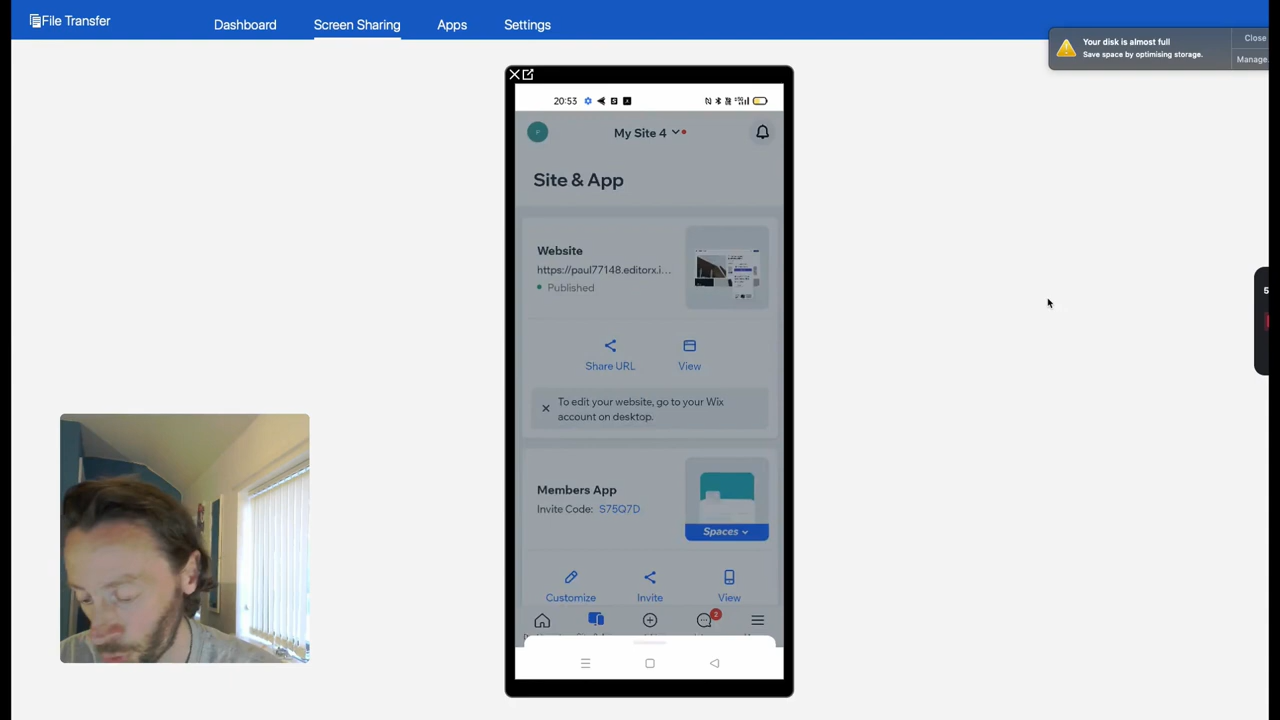 File Transfer
Dashboard
Screen Sharing
Apps
Settings
Your disk is almost full
Save space by optimising storage.
Close
Manage
20:53
My Site 4
Site & App
Website
https://paul77148.editorx.i...
Published
Share URL
View
To edit your website, go to your Wix
account on desktop.
Members App
Invite Code: S75Q7D
Spaces
Customize
Invite
View
2
5